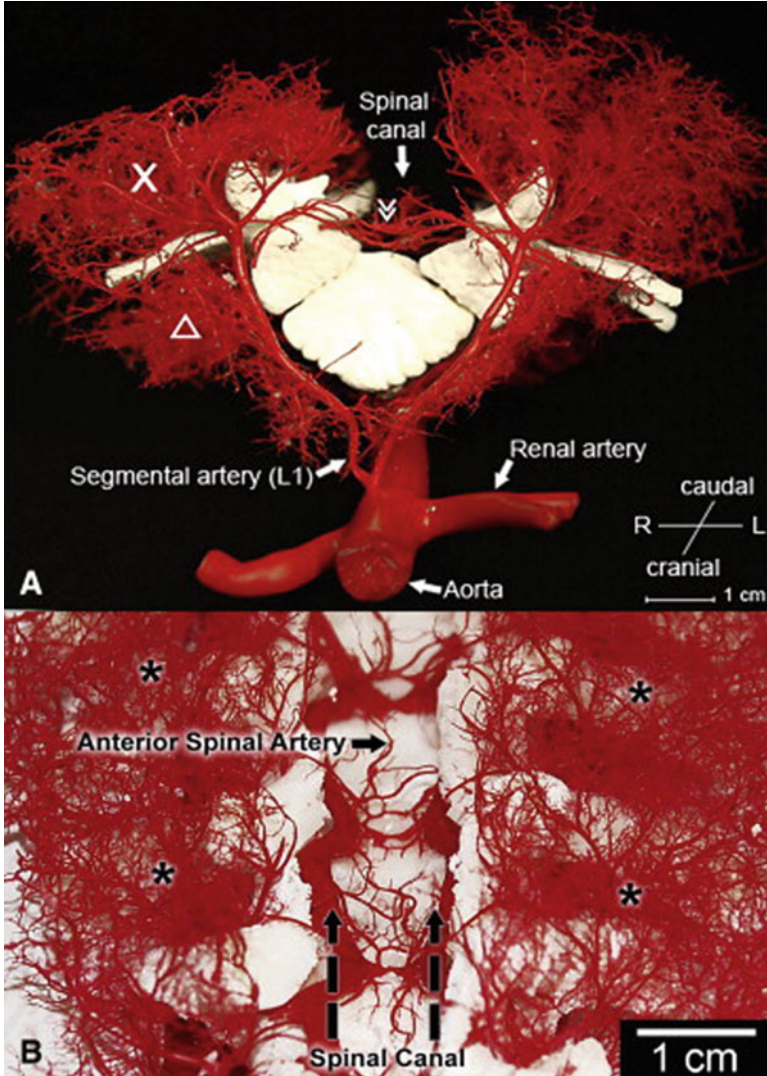 Spinal
canal
X
Segmental artery (L1)
Renal artery
caudal
R L
cranial
1 cm
Aorta
A
* *
Anterior Spinal Artery
* *
Spinal Canal
B
1 cm